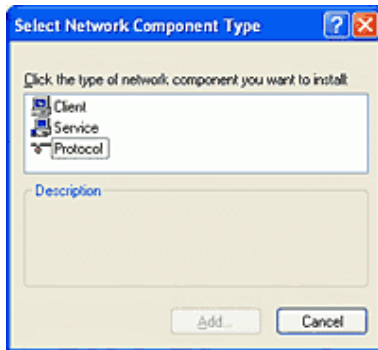 Select Network Component Type
Click the type of network component you want to install:
Client
Service
Protocol
Description
Add...
Cancel